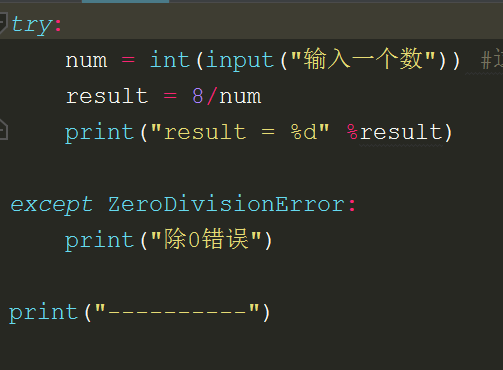 try:
    num = int(input("输入一个数")) #
    result = 8/num
    print("result = %d" %result)
except ZeroDivisionError:
    print("除0错误")
print("----------")